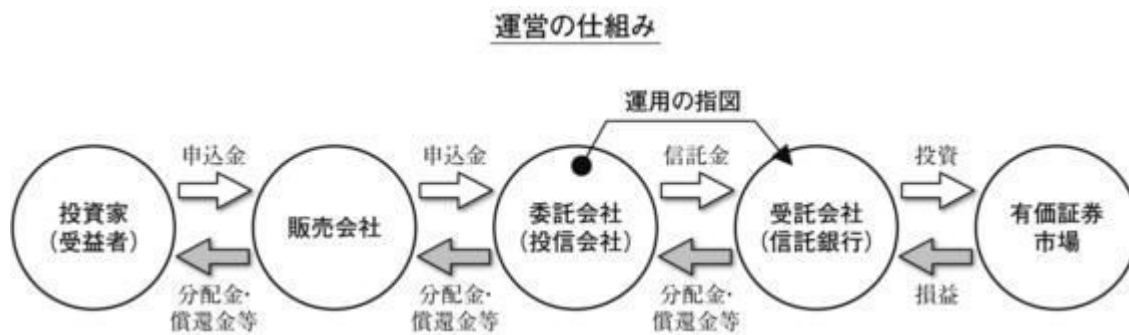 運営の仕組み
運用の指図
申込金
申込金
信託金
投資
投資家
(受益者)
販売会社
委託会社
(投信会社)
受託会社
(信託銀行)
有価証券
市場
分配金・
償還金等
分配金・
償還金等
分配金・
償還金等
損益